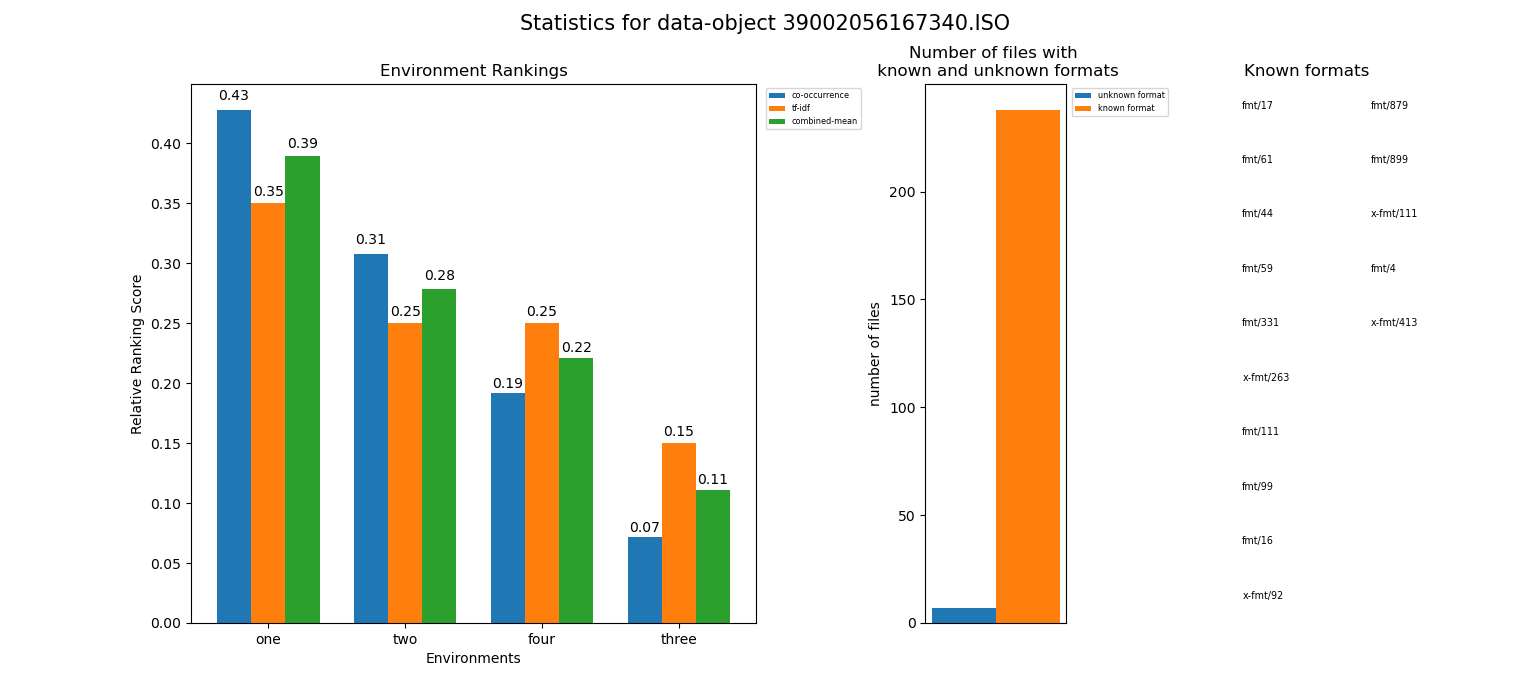 Statistics for data-object 39002056167340.ISO
Environment Rankings
0.43
0.35
0.39
0.31
0.25
0.28
0.19
0.25
0.22
0.07
0.15
0.11
0.40
0.35
0.30
0.25
0.20
0.15
0.10
0.05
0.00
Relative Ranking Score
one
two
four
three
Environments
co-occurrence
tf-idf
combined-mean
Number of files with
known and unknown formats
200
150
100
50
0
number of files
unknown format
known format
Known formats
fmt/17
fmt/61
fmt/44
fmt/59
fmt/331
x-fmt/263
fmt/111
fmt/99
fmt/16
x-fmt/92
fmt/879
fmt/899
x-fmt/111
fmt/4
x-fmt/413